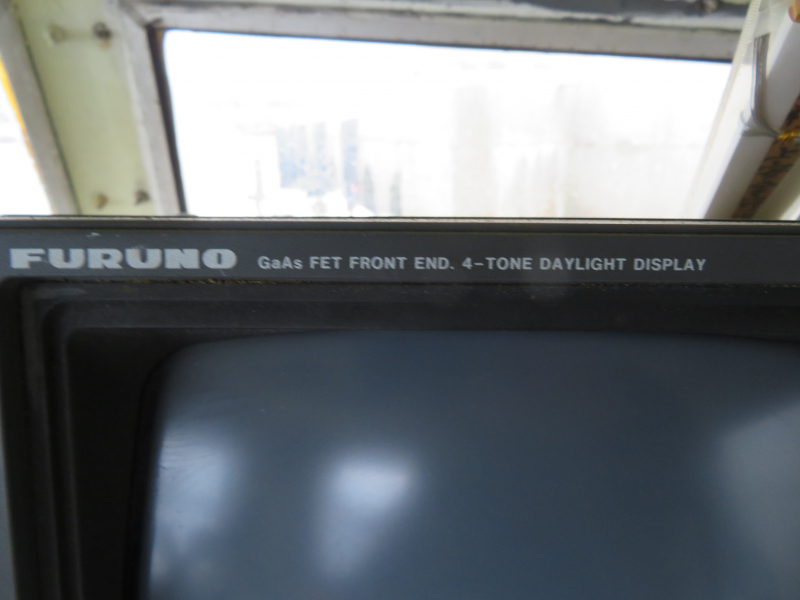 FURUNO GaAs FET FRONT END. 4-TONE DAYLIGHT DISPLAY